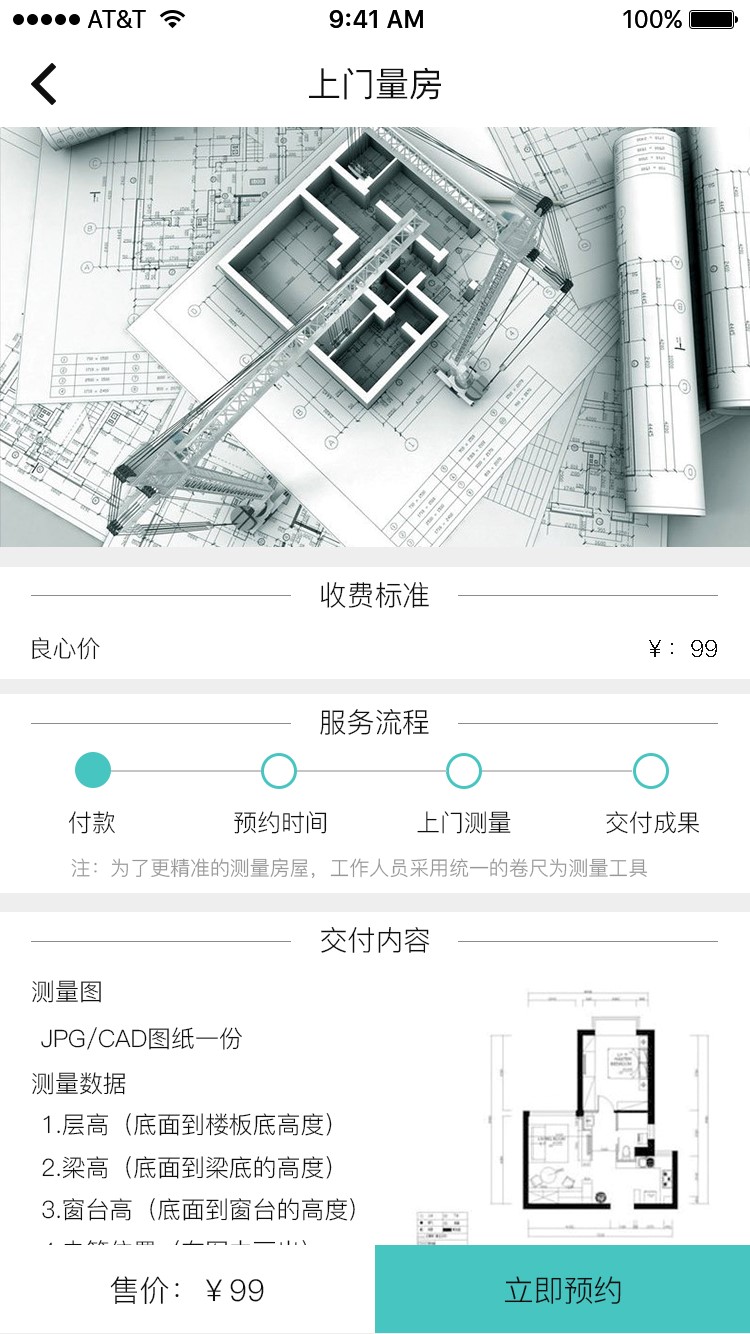 AT&T 9:41 AM 100%
上门量房
收费标准
良心价 ¥：99
服务流程
付款 预约时间 上门测量 交付成果
注：为了更精准的测量房屋，工作人员采用统一的卷尺为测量工具
交付内容
测量图
JPG/CAD图纸一份
测量数据
1.层高（底面到楼板底高度）
2.梁高（底面到梁底的高度）
3.窗台高（底面到窗台的高度）
售价：￥99 立即预约